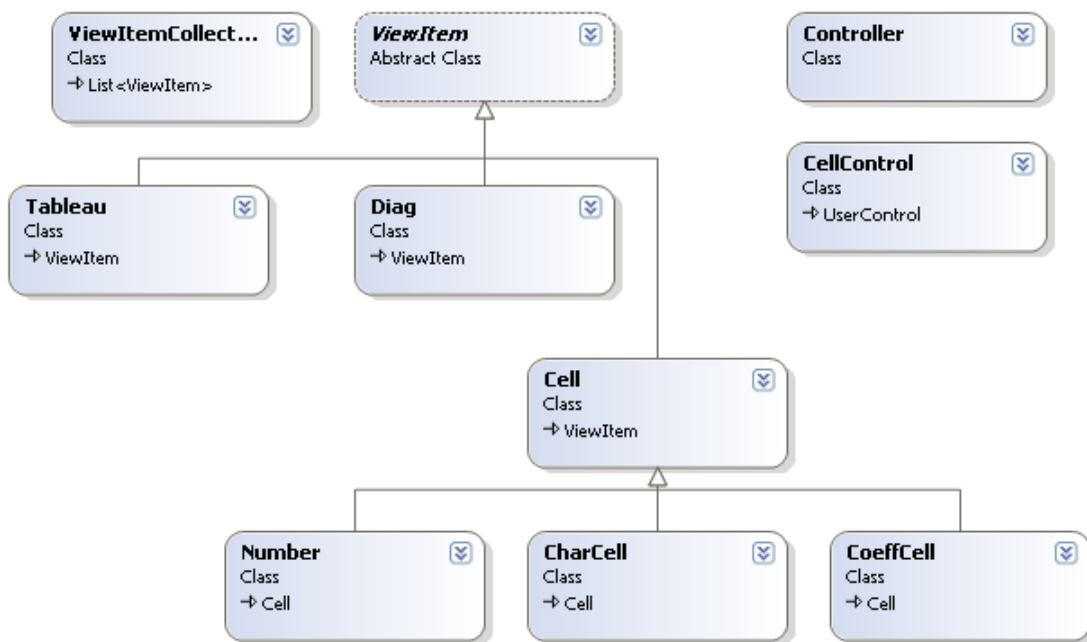 ViewItemCollect...
Class
List<ViewItem>
ViewItem
Abstract Class
Controller
Class
CellControl
Class
UserControl
Tableau
Class
ViewItem
Diag
Class
ViewItem
Cell
Class
ViewItem
Number
Class
Cell
CharCell
Class
Cell
CoeffCell
Class
Cell